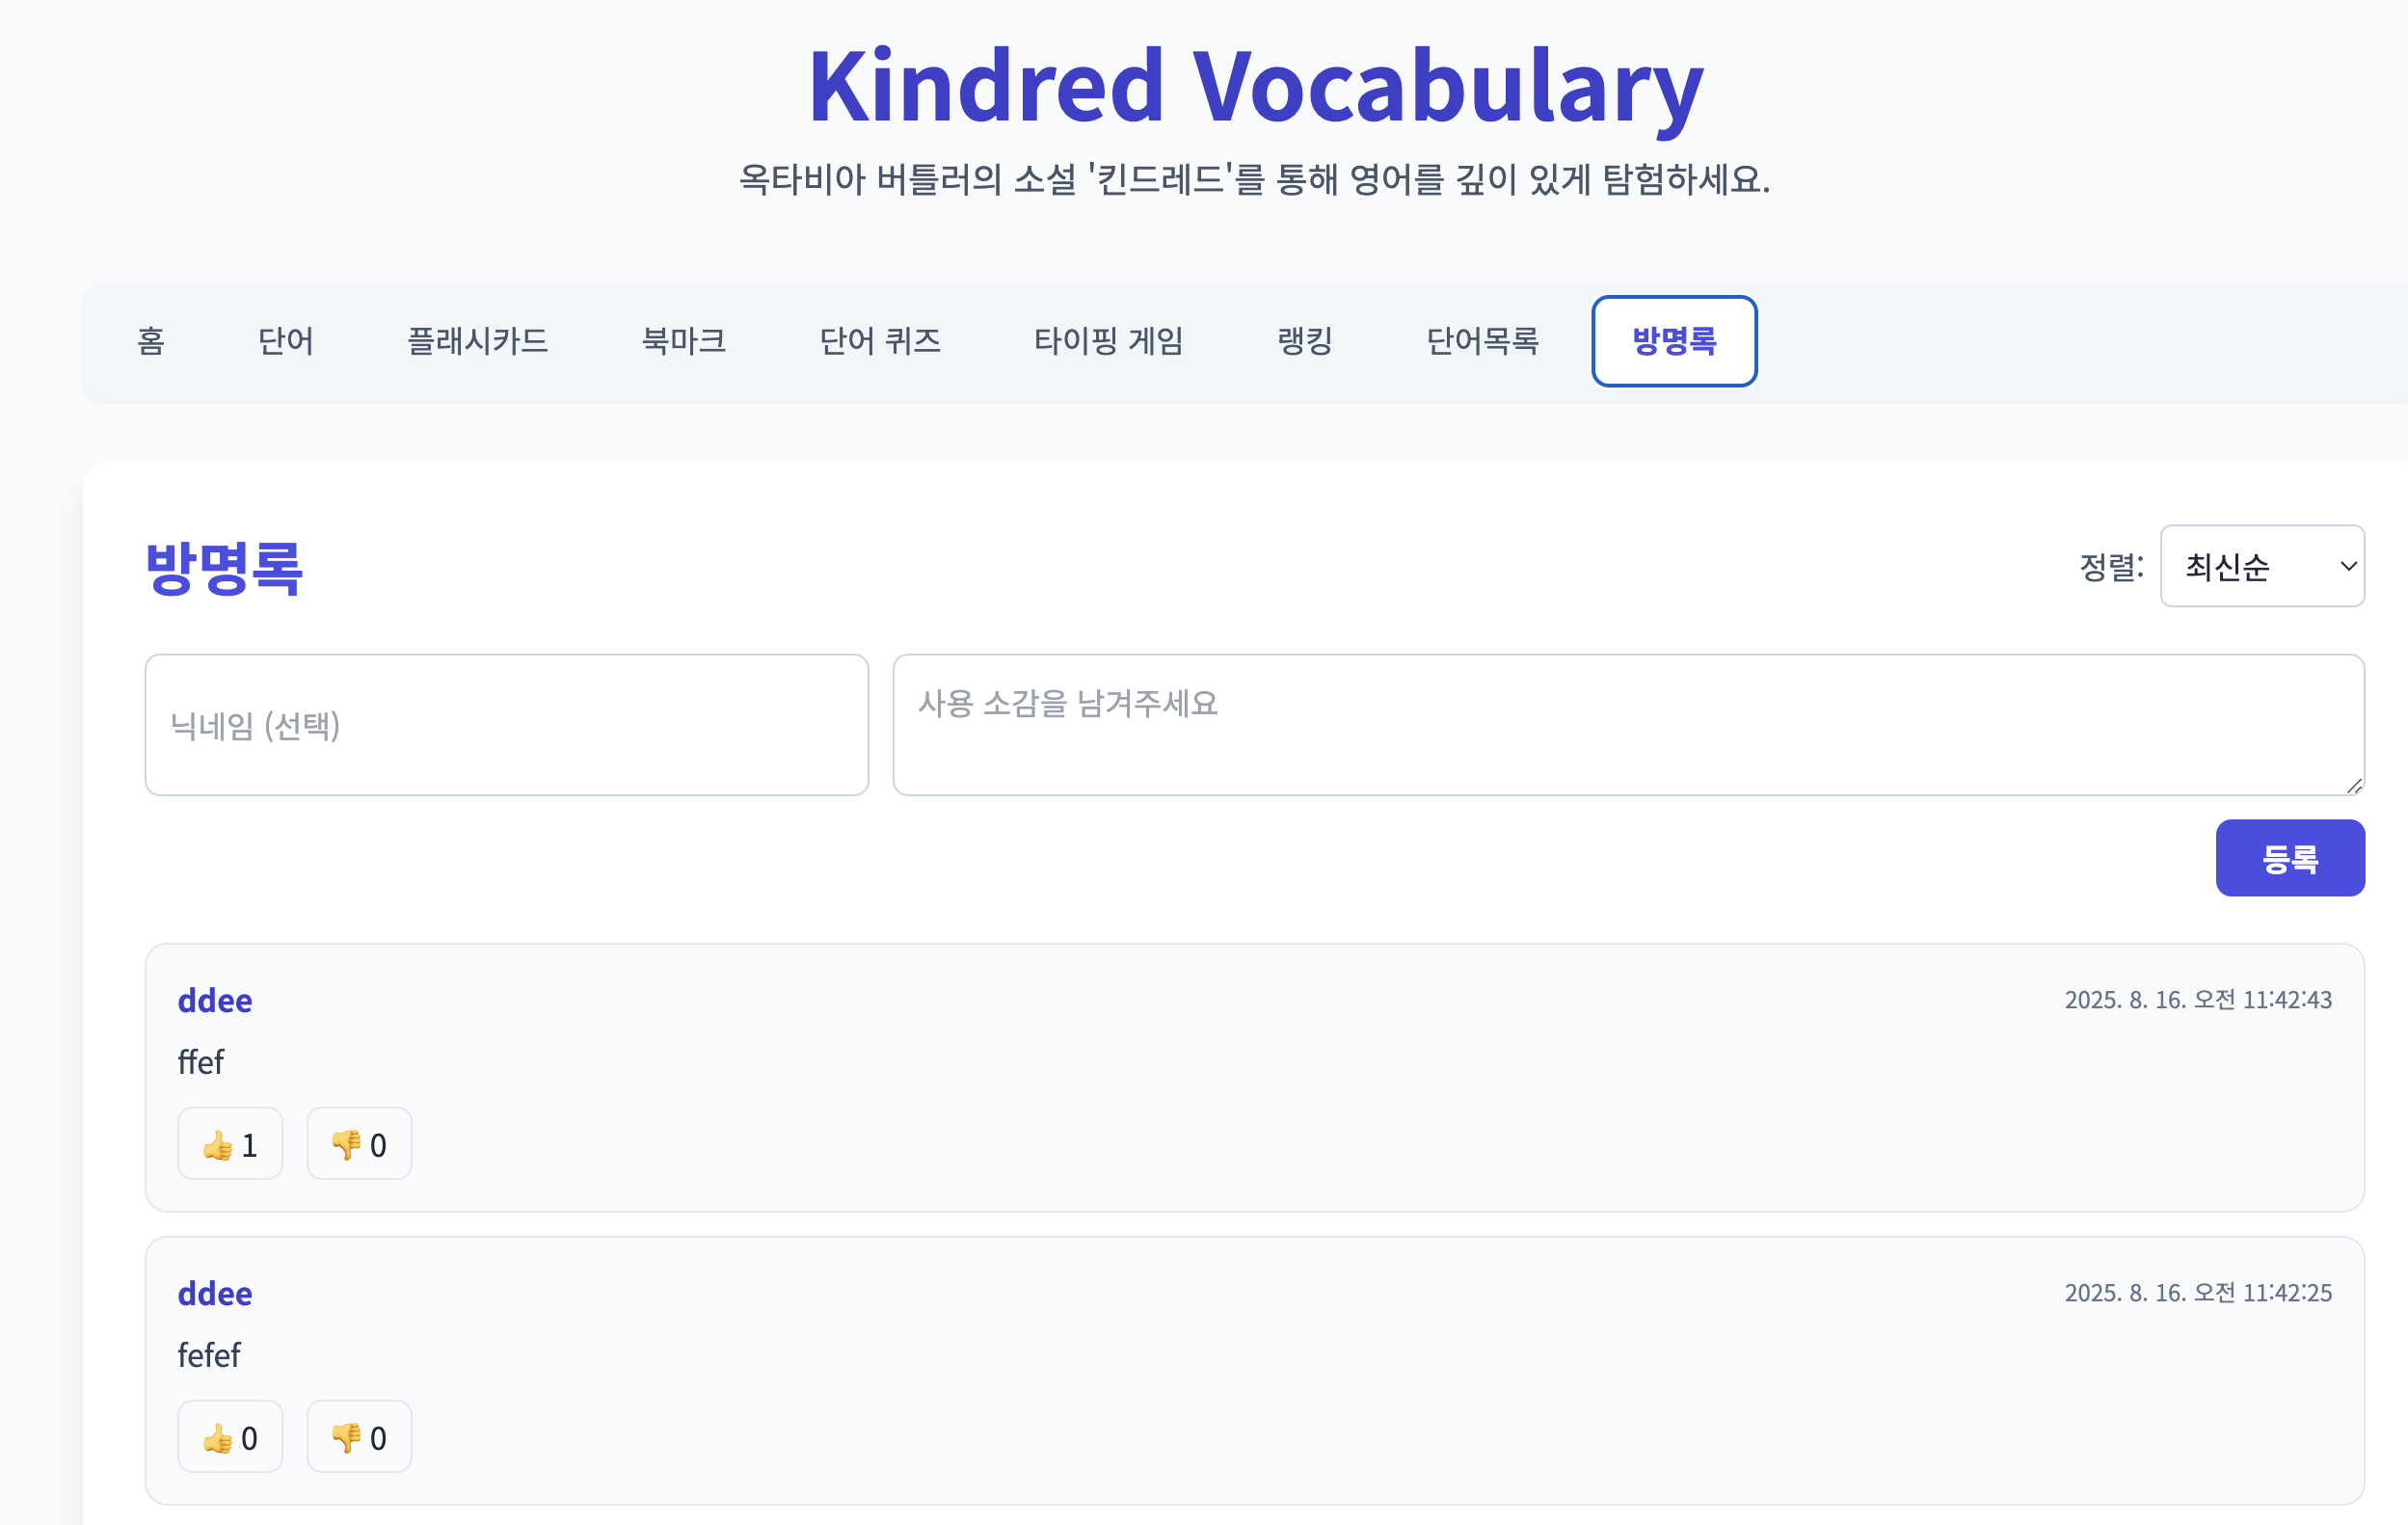 Kindred Vocabulary
옥타비아 버틀러의 소설 '킨드레드'를 통해 영어를 깊이 있게 탐험하세요.
홈 단어 플래시카드 북마크 단어 퀴즈 타이핑 게임 랭킹 단어목록 방명록
방명록 정렬: 최신순
닉네임 (선택) 사용 소감을 남겨주세요
등록
ddee 2025. 8. 16. 오전 11:42:43
ffef
👍 1 👎 0
ddee 2025. 8. 16. 오전 11:42:25
fefef
👍 0 👎 0